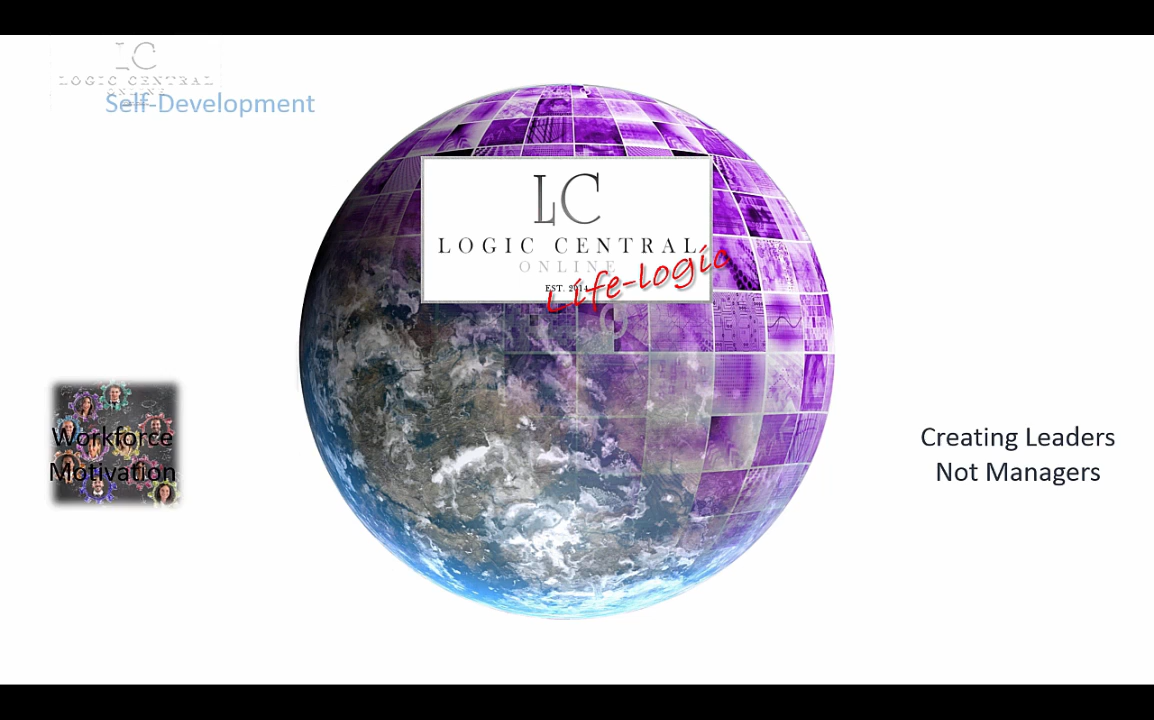 LC
LOGIC CENTRAL
ONLINE
Self-Development
LC
LOGIC CENTRAL
ONLINE
EST. 2014
Life-logic
Workforce
Motivation
Creating Leaders
Not Managers